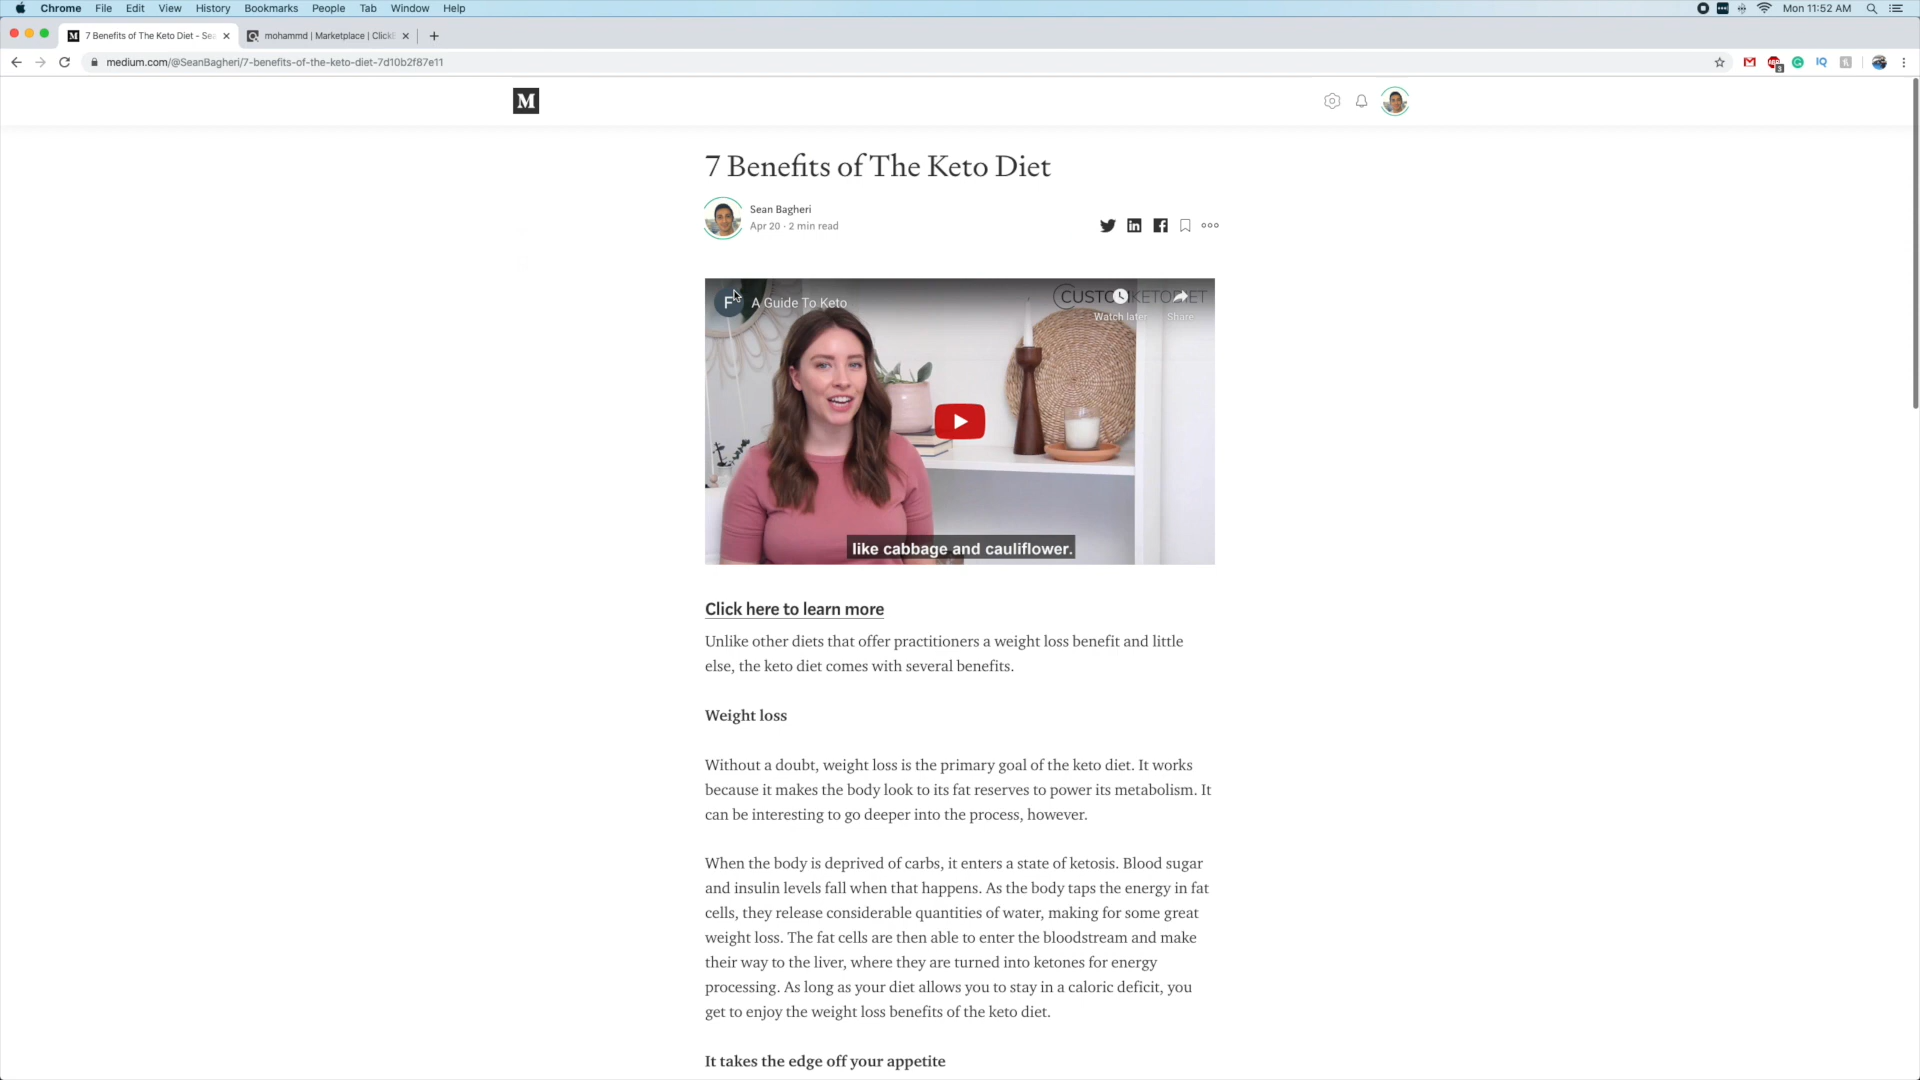 Chrome File Edit View History Bookmarks People Tab Window Help
Mon 11:52 AM
7 Benefits of The Keto Diet - Se
mohammd | Marketplace | Click
medium.com/@SeanBagheri/7-benefits-of-the-keto-diet-7d10b2f87e11
IQ
3
M
7 Benefits of The Keto Diet
Sean Bagheri
Apr 20 · 2 min read
F
A Guide To Keto
Watch later
Share
like cabbage and cauliflower.
Click here to learn more
Unlike other diets that offer practitioners a weight loss benefit and little
else, the keto diet comes with several benefits.
Weight loss
Without a doubt, weight loss is the primary goal of the keto diet. It works
because it makes the body look to its fat reserves to power its metabolism. It
can be interesting to go deeper into the process, however.
When the body is deprived of carbs, it enters a state of ketosis. Blood sugar
and insulin levels fall when that happens. As the body taps the energy in fat
cells, they release considerable quantities of water, making for some great
weight loss. The fat cells are then able to enter the bloodstream and make
their way to the liver, where they are turned into ketones for energy
processing. As long as your diet allows you to stay in a caloric deficit, you
get to enjoy the weight loss benefits of the keto diet.
It takes the edge off your appetite